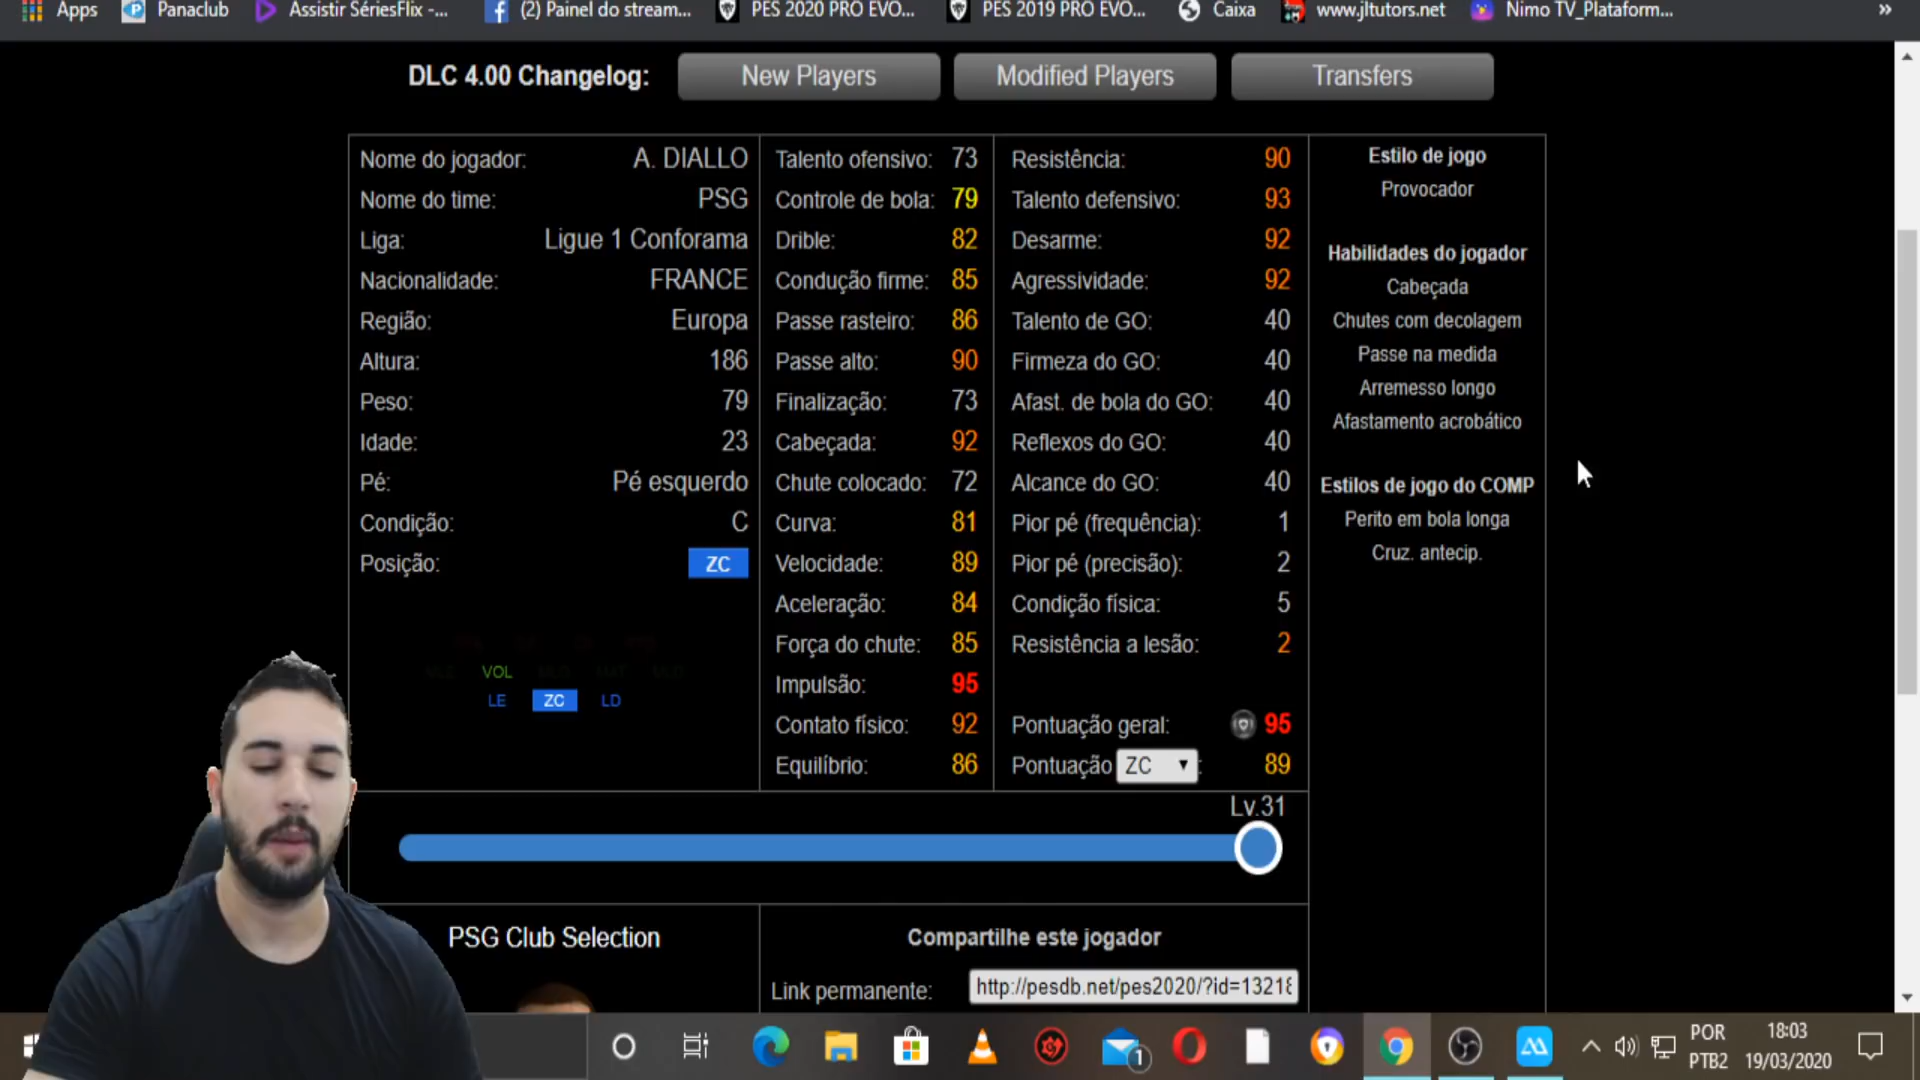 Apps Panaclub Assistir SériesFlix -... (2) Painel do stream... PES 2020 PRO EVO... PES 2019 PRO EVO... Caixa www.jltutors.net Nimo TV_Plataform... »
DLC 4.00 Changelog: New Players Modified Players Transfers
Nome do jogador: A. DIALLO
Nome do time: PSG
Liga: Ligue 1 Conforama
Nacionalidade: FRANCE
Região: Europa
Altura: 186
Peso: 79
Idade: 23
Pé: Pé esquerdo
Condição: C
Posição: ZC
VOL
LE ZC LD
Talento ofensivo: 73
Controle de bola: 79
Drible: 82
Condução firme: 85
Passe rasteiro: 86
Passe alto: 90
Finalização: 73
Cabeçada: 92
Chute colocado: 72
Curva: 81
Velocidade: 89
Aceleração: 84
Força do chute: 85
Impulsão: 95
Contato físico: 92
Equilíbrio: 86
Resistência: 90
Talento defensivo: 93
Desarme: 92
Agressividade: 92
Talento de GO: 40
Firmeza do GO: 40
Afast. de bola do GO: 40
Reflexos do GO: 40
Alcance do GO: 40
Pior pé (frequência): 1
Pior pé (precisão): 2
Condição física: 5
Resistência a lesão: 2
Pontuação geral: 95
Pontuação ZC : 89
Estilo de jogo
Provocador
Habilidades do jogador
Cabeçada
Chutes com decolagem
Passe na medida
Arremesso longo
Afastamento acrobático
Estilos de jogo do COMP
Perito em bola longa
Cruz. antecip.
Lv.31
PSG Club Selection
Compartilhe este jogador
Link permanente: http://pesdb.net/pes2020/?id=13218
1
POR
PTB2
18:03
19/03/2020